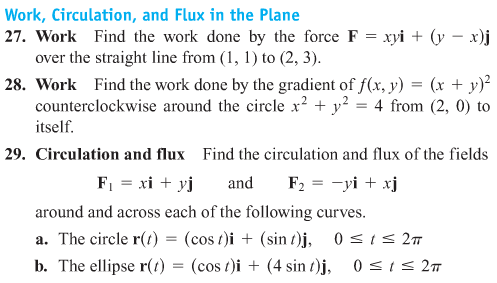 Work, Circulation, and Flux in the Plane
27. Work Find the work done by the force F = xyi + (y − x)j
over the straight line from (1, 1) to (2, 3).
28. Work Find the work done by the gradient of f(x, y) = (x + y)²
counterclockwise around the circle x² + y² = 4 from (2, 0) to
itself.
29. Circulation and flux Find the circulation and flux of the fields
F₁ = xi + yj and F₂ = −yi + xj
around and across each of the following curves.
a. The circle r(t) = (cos t)i + (sin t)j, 0 ≤ t ≤ 2π
b. The ellipse r(t) = (cos t)i + (4 sin t)j, 0 ≤ t ≤ 2π